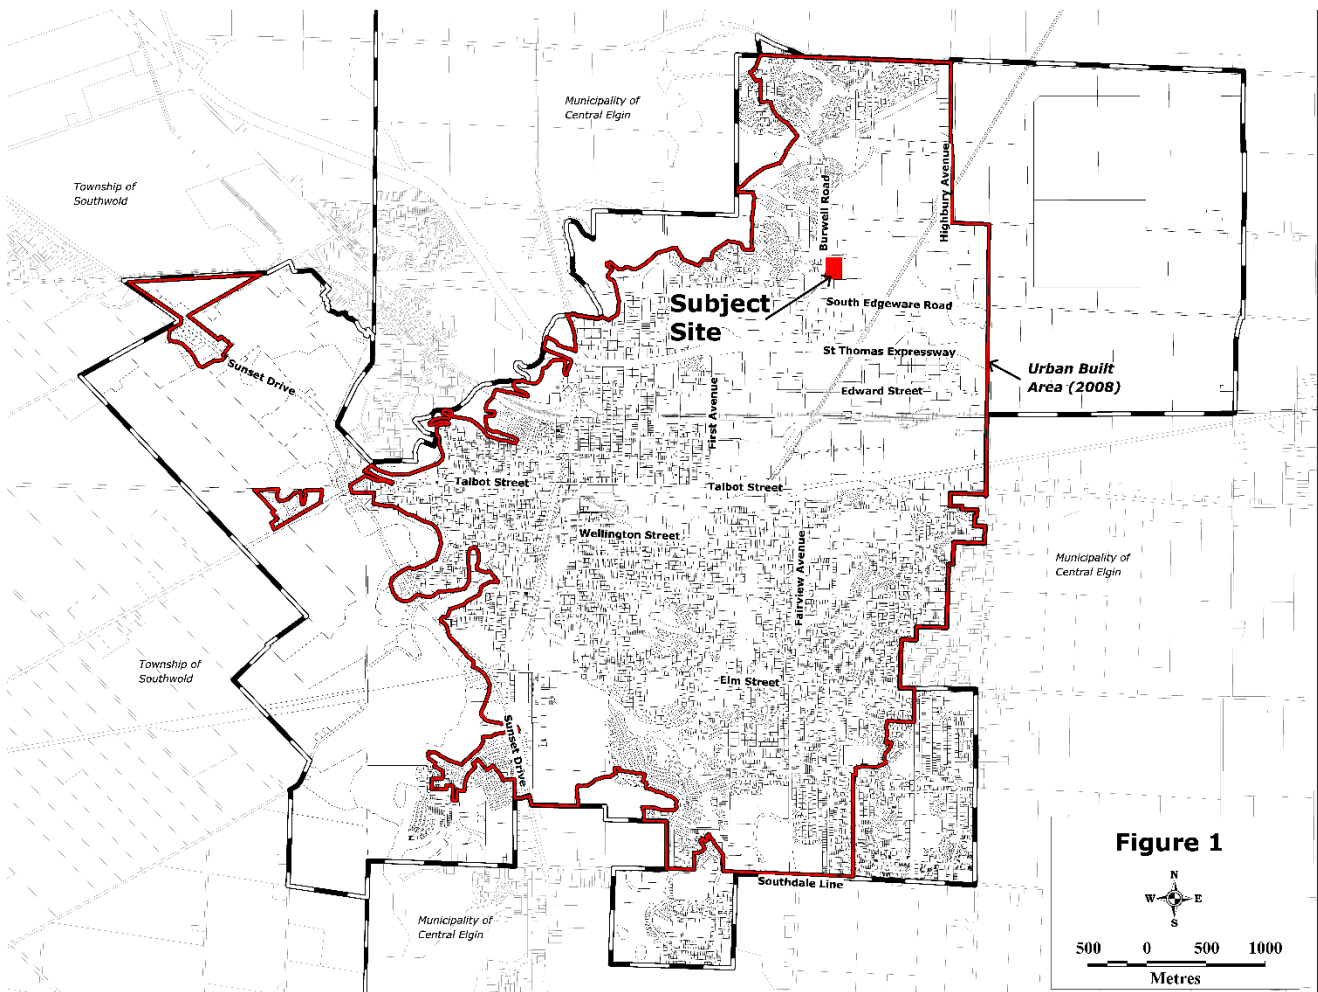 Municipality of
Central Elgin
Township of
Southwold
Burwell Road
Highbury Avenue
Subject
Site
South Edgeware Road
St Thomas Expressway
Urban Built
Area (2008)
Sunset Drive
Edward Street
First Avenue
Talbot Street
Talbot Street
Wellington Street
Fairview Avenue
Municipality of
Central Elgin
Township of
Southwold
Elm Street
Sunset Drive
Southdale Line
Municipality of
Central Elgin
Figure 1
N
W E
S
500 0 500 1000
Metres